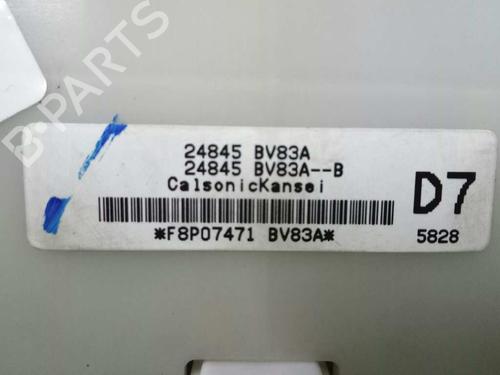 B-PARTS
24845 BV83A
24845 BV83A--B
CalsonicKansei
D7
*F8P07471 BV83A*
5828